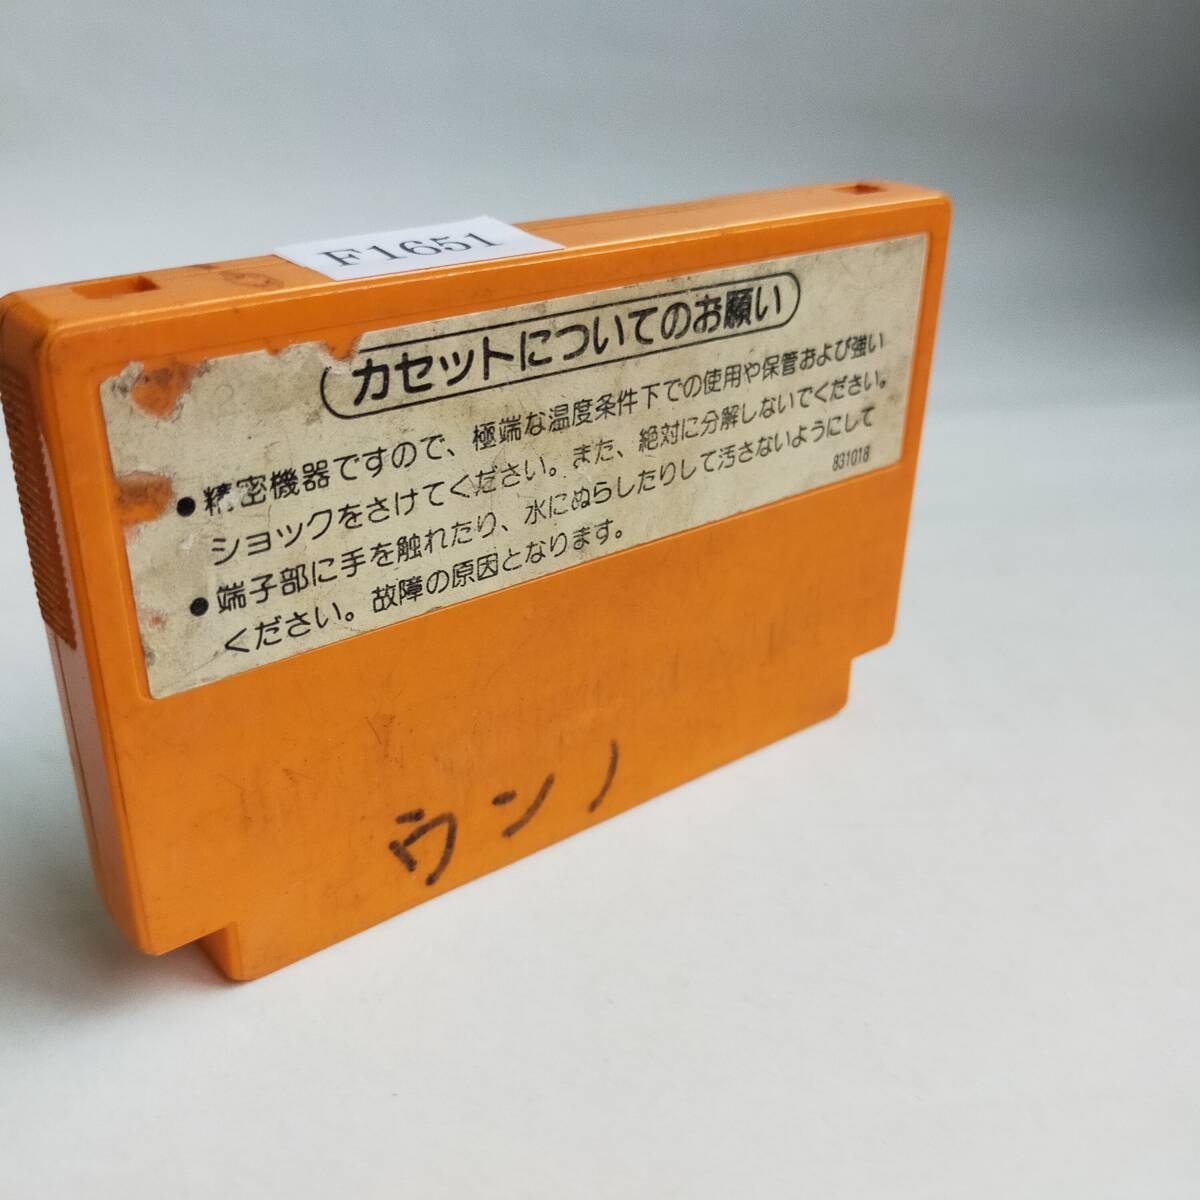 F1651
カセットについてのお願い
●精密機器ですので、極端な温度条件下での使用や保管および強い
ショックをさけてください。また、絶対に分解しないでください。
●端子部に手を触れたり、水にぬらしたりして汚さないようにして
ください。故障の原因となります。
831018
ウンノ